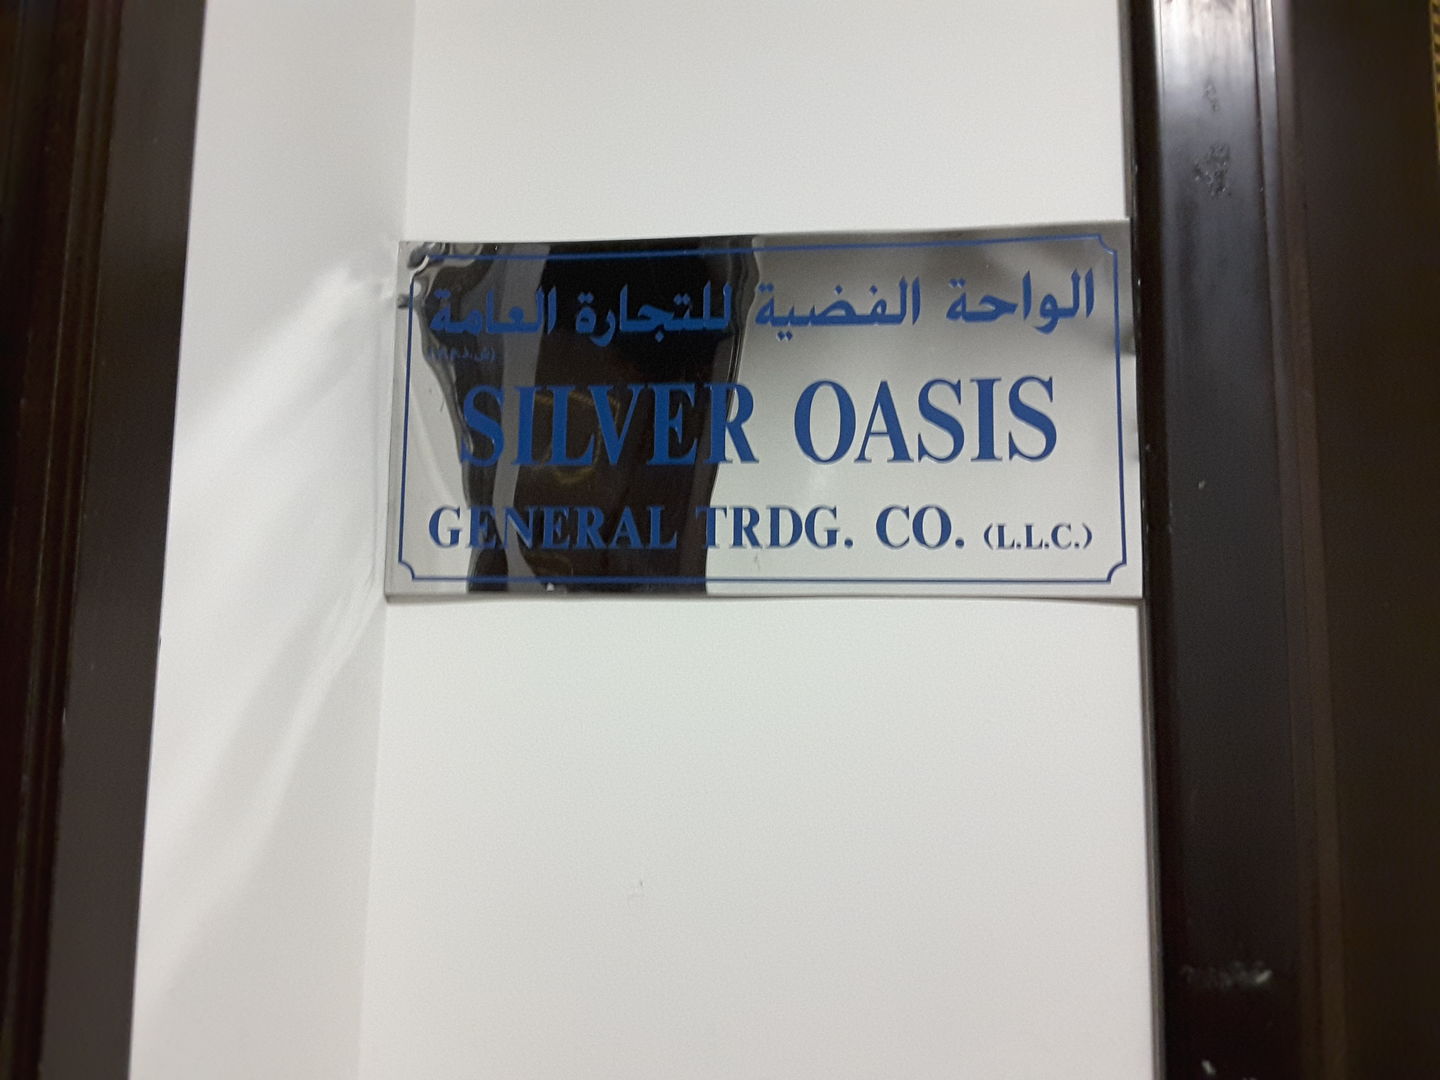 الواحة الفضية للتجارة العامة
(ش.ذ.م.م)
SILVER OASIS
GENERAL TRDG. CO. (L.L.C.)